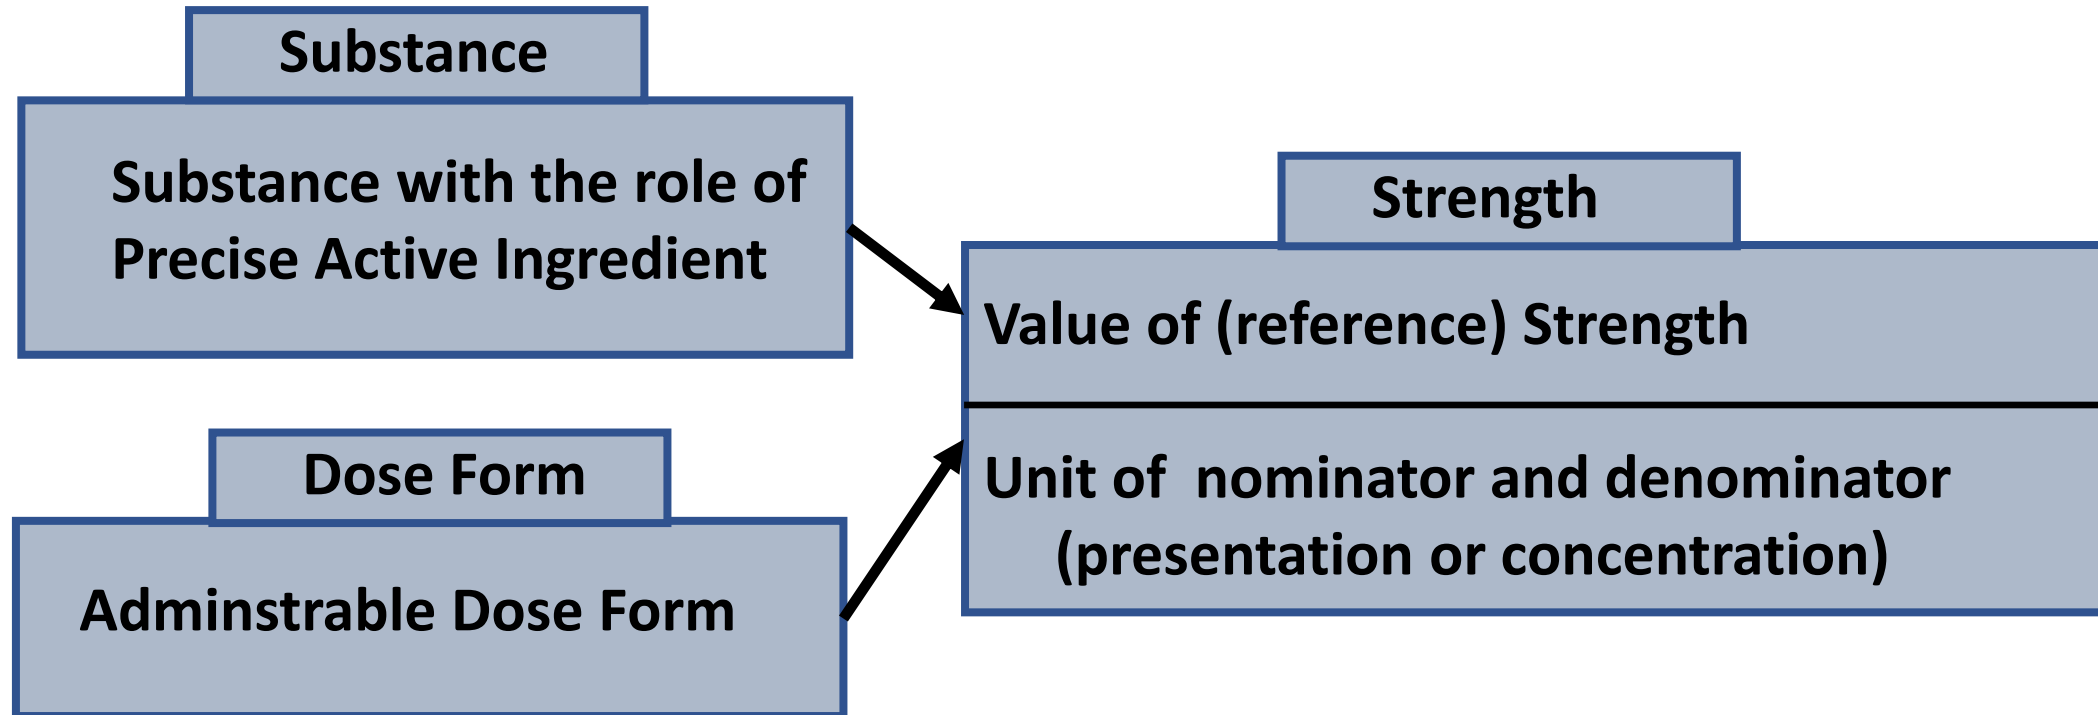 Substance
Substance with the role of
Precise Active Ingredient
Dose Form
Adminstrable Dose Form
Strength
Value of (reference) Strength
Unit of  nominator and denominator
(presentation or concentration)